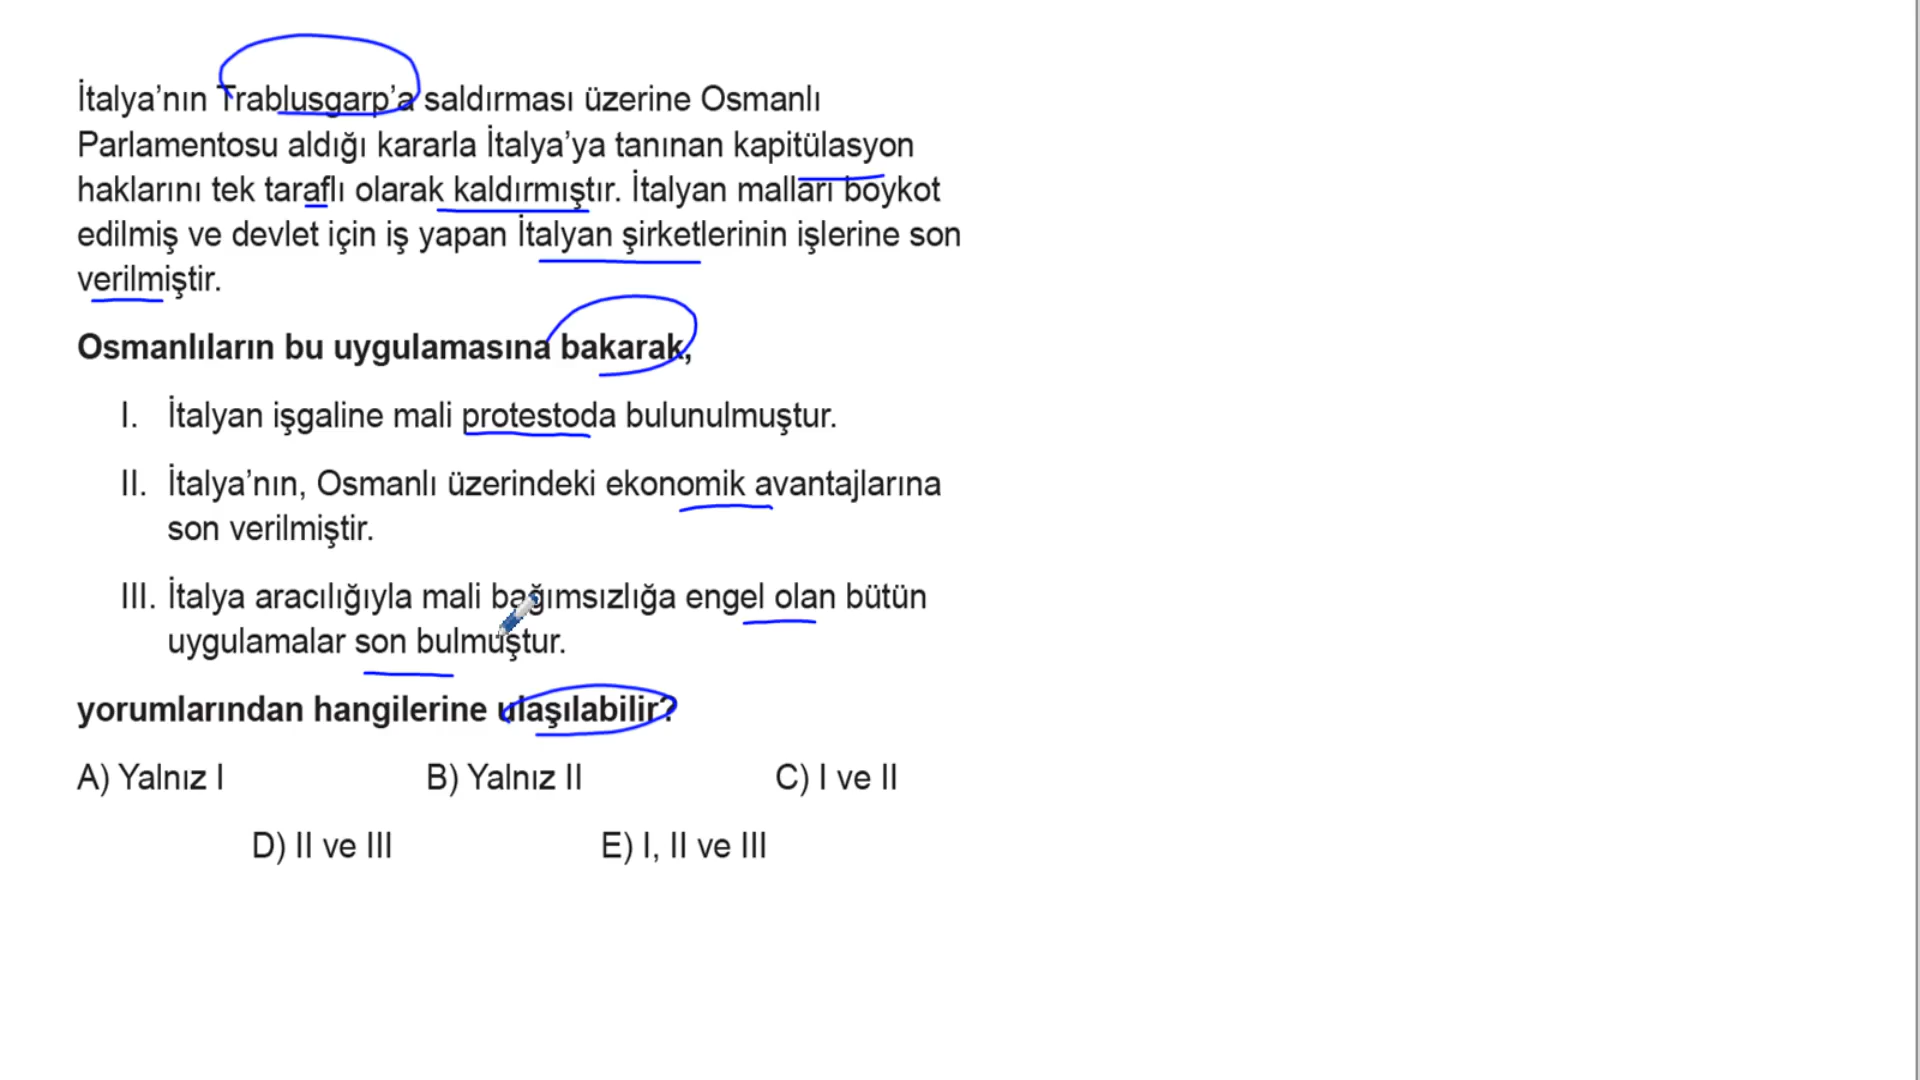 İtalya’nın Trablusgarp’a saldırması üzerine Osmanlı
Parlamentosu aldığı kararla İtalya’ya tanınan kapitülasyon
haklarını tek taraflı olarak kaldırmıştır. İtalyan malları boykot
edilmiş ve devlet için iş yapan İtalyan şirketlerinin işlerine son
verilmiştir.
Osmanlıların bu uygulamasına bakarak,
I. İtalyan işgaline mali protestoda bulunulmuştur.
II. İtalya’nın, Osmanlı üzerindeki ekonomik avantajlarına
son verilmiştir.
III. İtalya aracılığıyla mali bağımsızlığa engel olan bütün
uygulamalar son bulmuştur.
yorumlarından hangilerine ulaşılabilir?
A) Yalnız I B) Yalnız II C) I ve II
D) II ve III E) I, II ve III